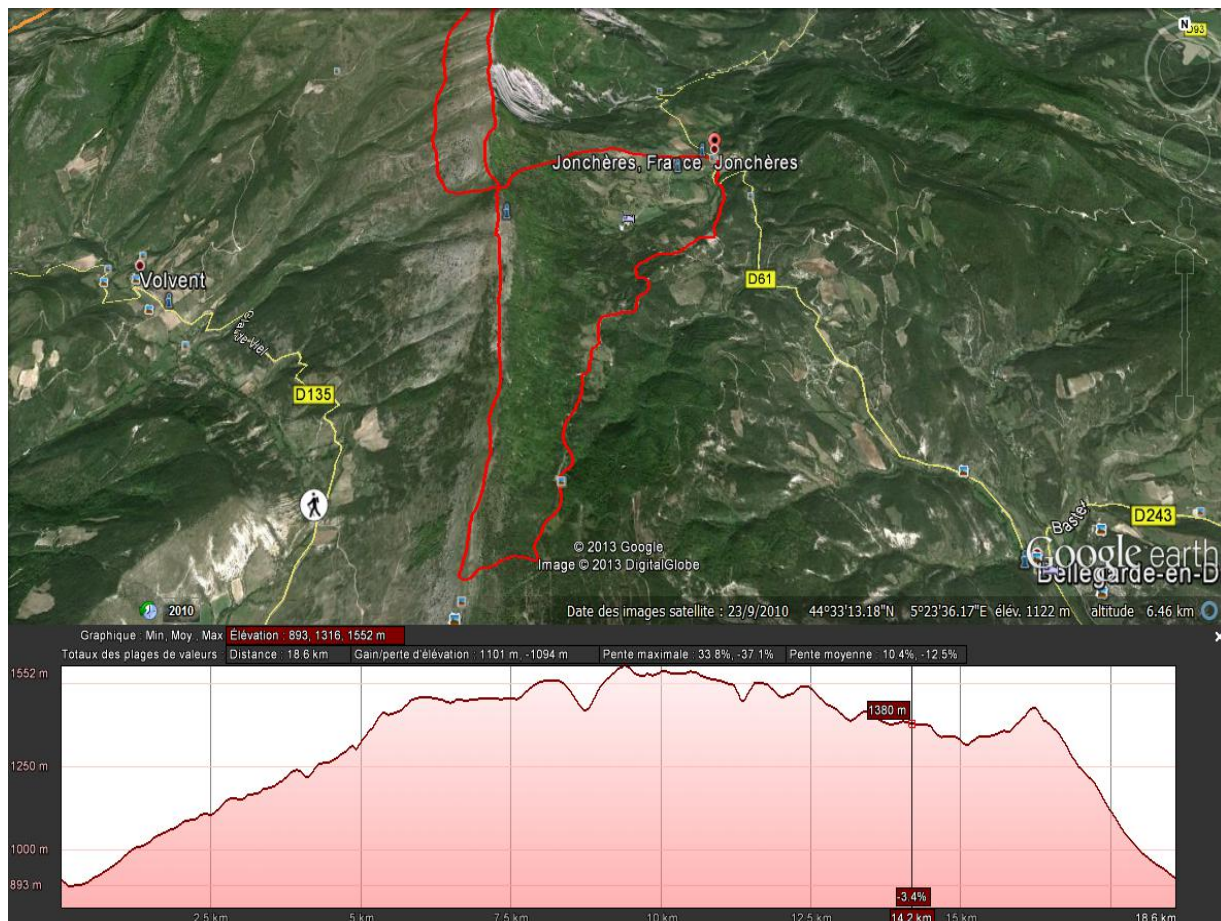 N
D93
Jonchères, France Jonchères
Volvent
D61
D135
Baste
D243
Google earth
Bellegarde-en-D
© 2013 Google
Image © 2013 DigitalGlobe
2010
Date des images satellite : 23/9/2010 44°33'13.18"N 5°23'36.17"E élév. 1122 m altitude 6.46 km
Graphique : Min, Moy., Max Élévation : 893, 1316, 1552 m
Totaux des plages de valeurs : Distance : 18.6 km Gain/perte d'élévation : 1101 m, -1094 m Pente maximale : 33.8%, -37.1% Pente moyenne : 10.4%, -12.5%
1552 m
1380 m
1250 m
1000 m
893 m
-3.4%
2.5 km 5 km 7.5 km 10 km 12.5 km 14.2 km 15 km 18.6 km